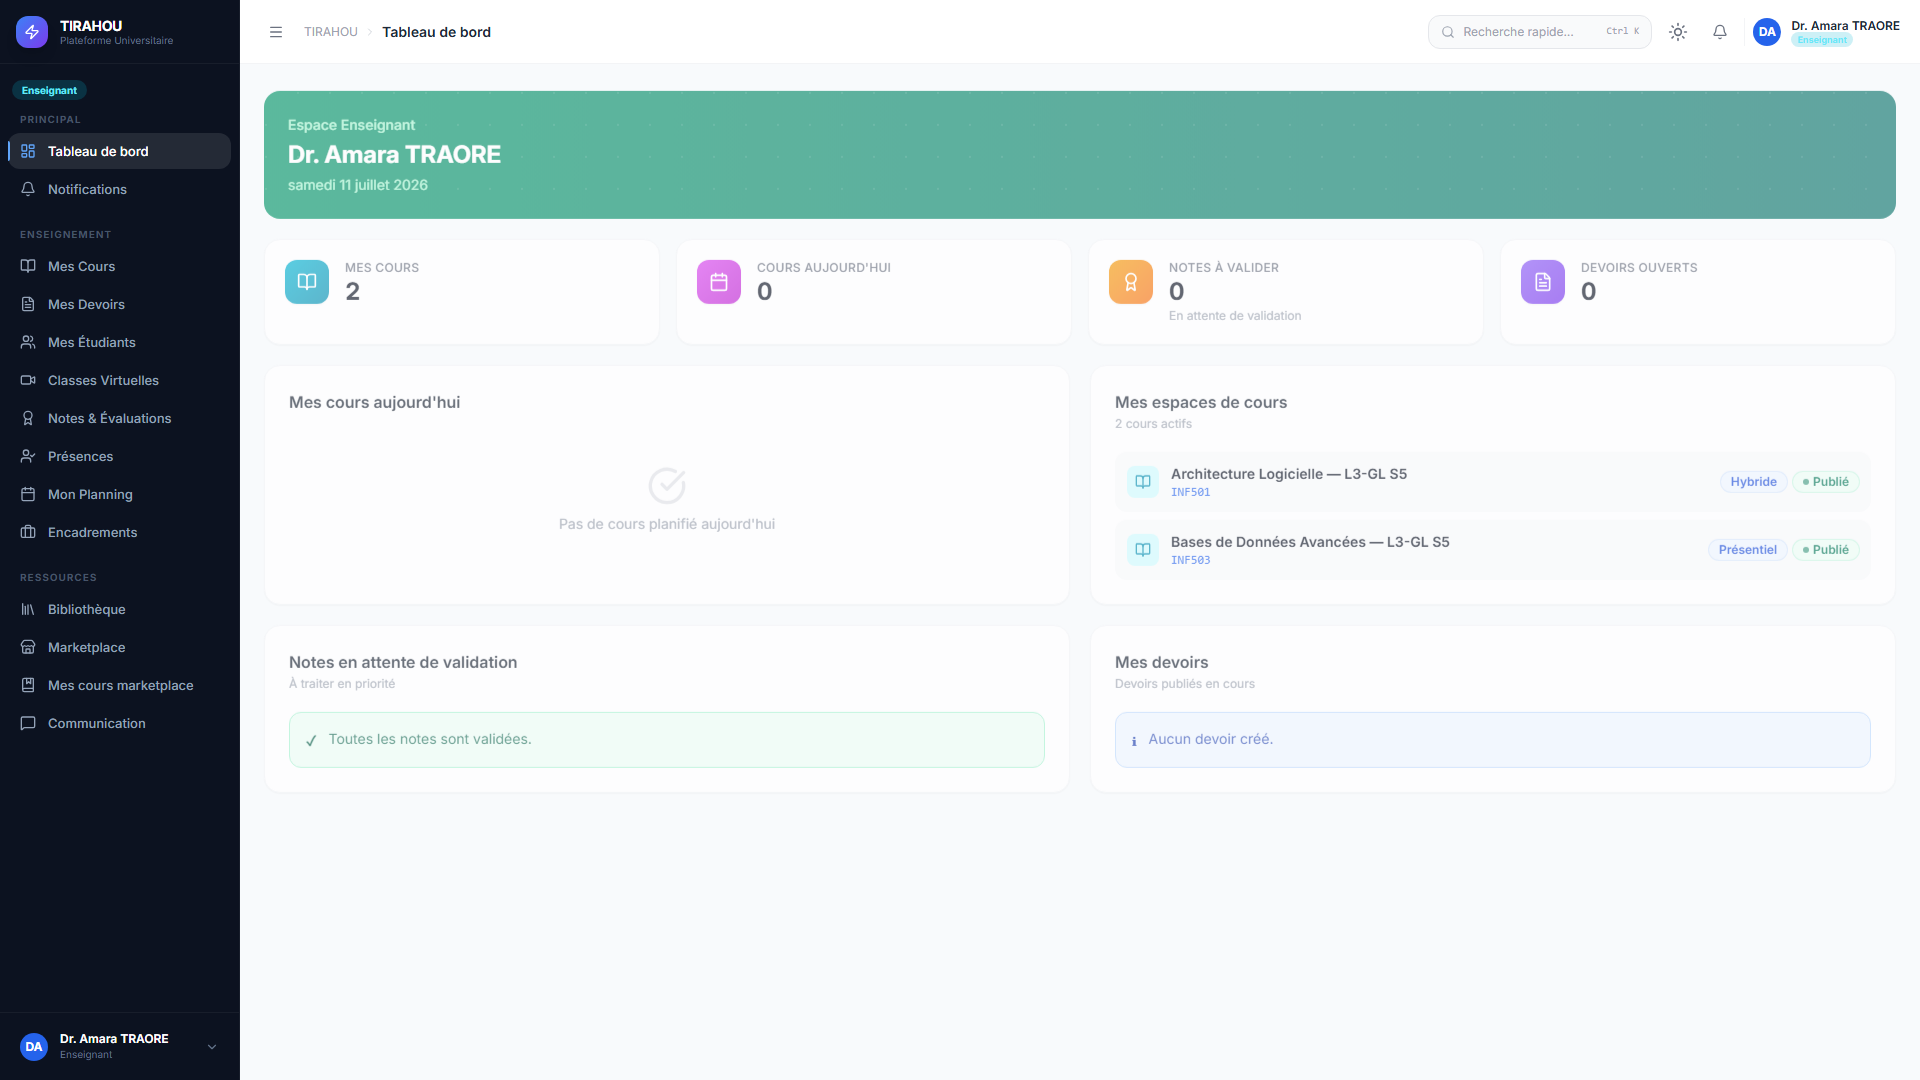 TIRAHOU
Plateforme Universitaire
Enseignant
PRINCIPAL
Tableau de bord
Notifications
ENSEIGNEMENT
Mes Cours
Mes Devoirs
Mes Étudiants
Classes Virtuelles
Notes & Évaluations
Présences
Mon Planning
Encadrements
RESSOURCES
Bibliothèque
Marketplace
Mes cours marketplace
Communication
Dr. Amara TRAORE
Enseignant
TIRAHOU > Tableau de bord
Recherche rapide... Ctrl K
DA Dr. Amara TRAORE
Enseignant
Espace Enseignant
Dr. Amara TRAORE
samedi 11 juillet 2026
MES COURS
2
COURS AUJOURD'HUI
0
NOTES À VALIDER
0
En attente de validation
DEVOIRS OUVERTS
0
Mes cours aujourd'hui
Pas de cours planifié aujourd'hui
Mes espaces de cours
2 cours actifs
Architecture Logicielle — L3-GL S5
INF501
Hybride Publié
Bases de Données Avancées — L3-GL S5
INF503
Présentiel Publié
Notes en attente de validation
À traiter en priorité
Toutes les notes sont validées.
Mes devoirs
Devoirs publiés en cours
Aucun devoir créé.
DA